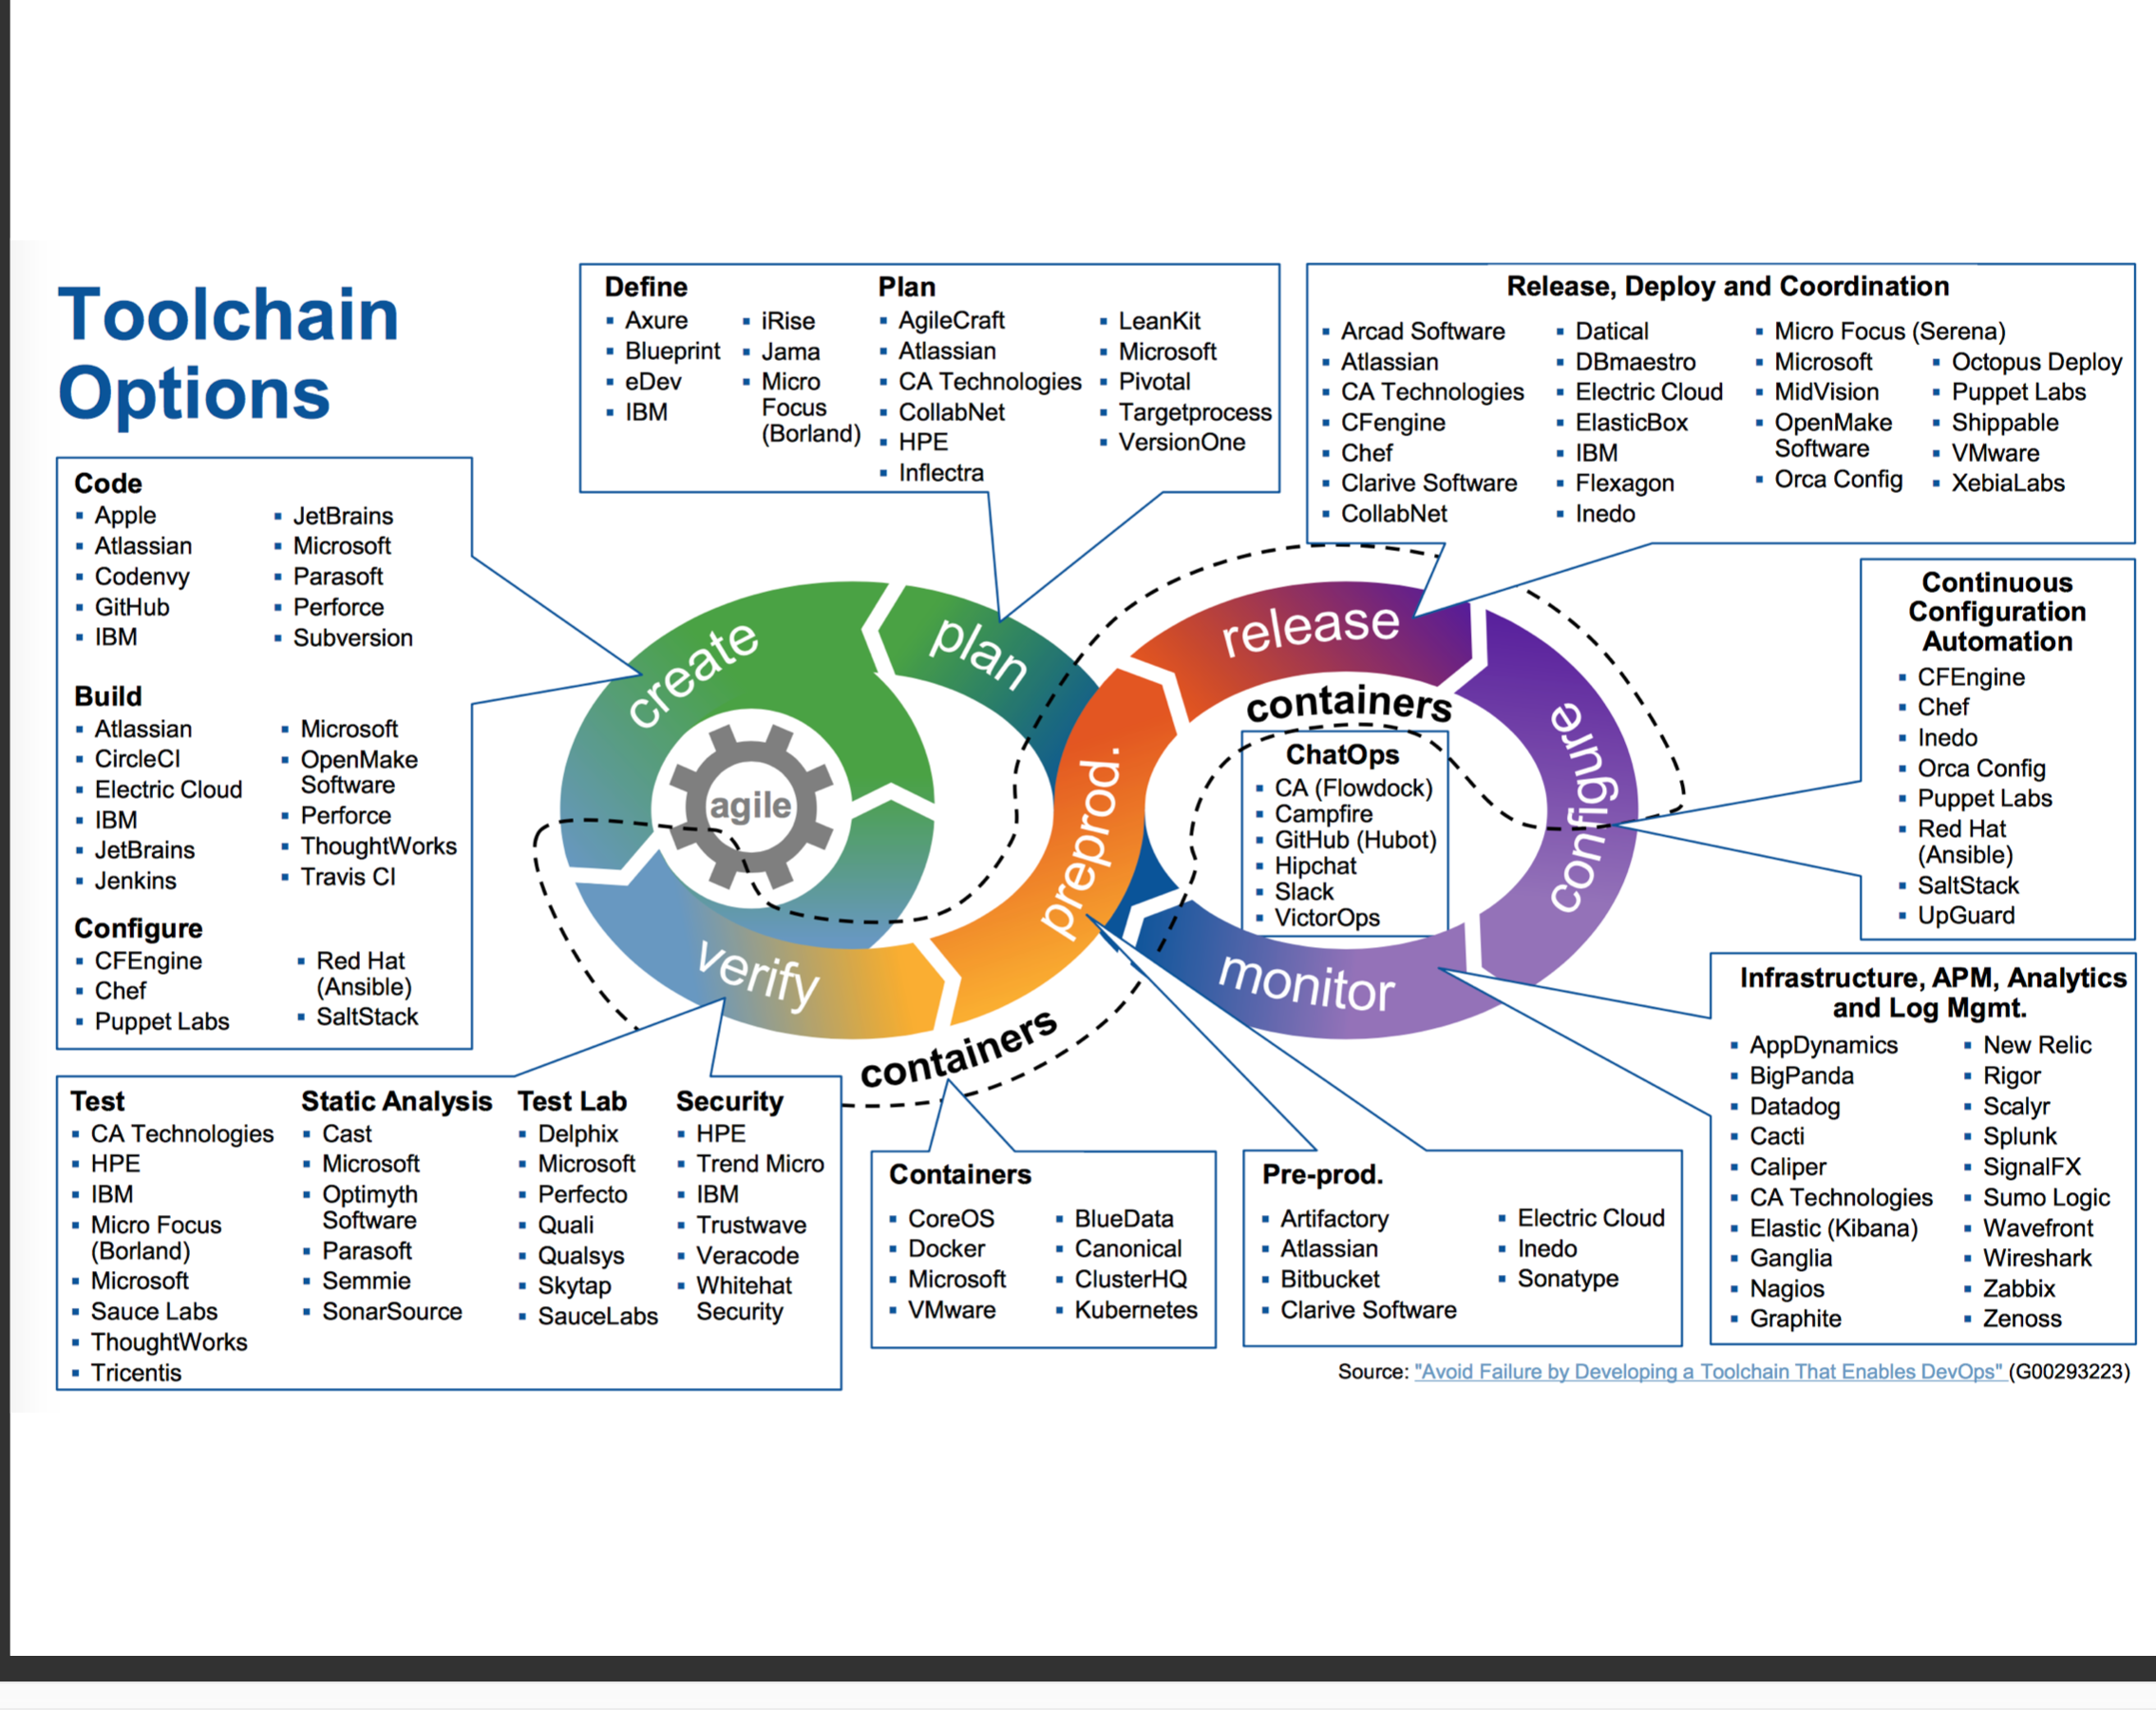 Toolchain
Options
Define
Axure
Blueprint
eDev
IBM
iRise
Jama
Micro
Focus
(Borland)
Plan
AgileCraft
Atlassian
CA Technologies
CollabNet
HPE
Inflectra
LeanKit
Microsoft
Pivotal
Targetprocess
VersionOne
Release, Deploy and Coordination
Arcad Software
Atlassian
CA Technologies
CFengine
Chef
Clarive Software
CollabNet
Datical
DBmaestro
Electric Cloud
ElasticBox
IBM
Flexagon
Inedo
Micro Focus (Serena)
Microsoft
MidVision
OpenMake
Software
Orca Config
Octopus Deploy
Puppet Labs
Shippable
VMware
XebiaLabs
Code
Apple
Atlassian
Codenvy
GitHub
IBM
JetBrains
Microsoft
Parasoft
Perforce
Subversion
Build
Atlassian
CircleCI
Electric Cloud
IBM
JetBrains
Jenkins
Microsoft
OpenMake
Software
Perforce
ThoughtWorks
Travis CI
Configure
CFEngine
Chef
Puppet Labs
Red Hat
(Ansible)
SaltStack
create
plan
agile
verify
preprod.
release
containers
configure
monitor
containers
ChatOps
CA (Flowdock)
Campfire
GitHub (Hubot)
Hipchat
Slack
VictorOps
Continuous
Configuration
Automation
CFEngine
Chef
Inedo
Orca Config
Puppet Labs
Red Hat
(Ansible)
SaltStack
UpGuard
Infrastructure, APM, Analytics
and Log Mgmt.
AppDynamics
BigPanda
Datadog
Cacti
Caliper
CA Technologies
Elastic (Kibana)
Ganglia
Nagios
Graphite
New Relic
Rigor
Scalyr
Splunk
SignalFX
Sumo Logic
Wavefront
Wireshark
Zabbix
Zenoss
Test
CA Technologies
HPE
IBM
Micro Focus
(Borland)
Microsoft
Sauce Labs
ThoughtWorks
Tricentis
Static Analysis
Cast
Microsoft
Optimyth
Software
Parasoft
Semmie
SonarSource
Test Lab
Delphix
Microsoft
Perfecto
Quali
Qualsys
Skytap
SauceLabs
Security
HPE
Trend Micro
IBM
Trustwave
Veracode
Whitehat
Security
Containers
CoreOS
Docker
Microsoft
VMware
BlueData
Canonical
ClusterHQ
Kubernetes
Pre-prod.
Artifactory
Atlassian
Bitbucket
Clarive Software
Electric Cloud
Inedo
Sonatype
Source: "Avoid Failure by Developing a Toolchain That Enables DevOps" (G00293223)